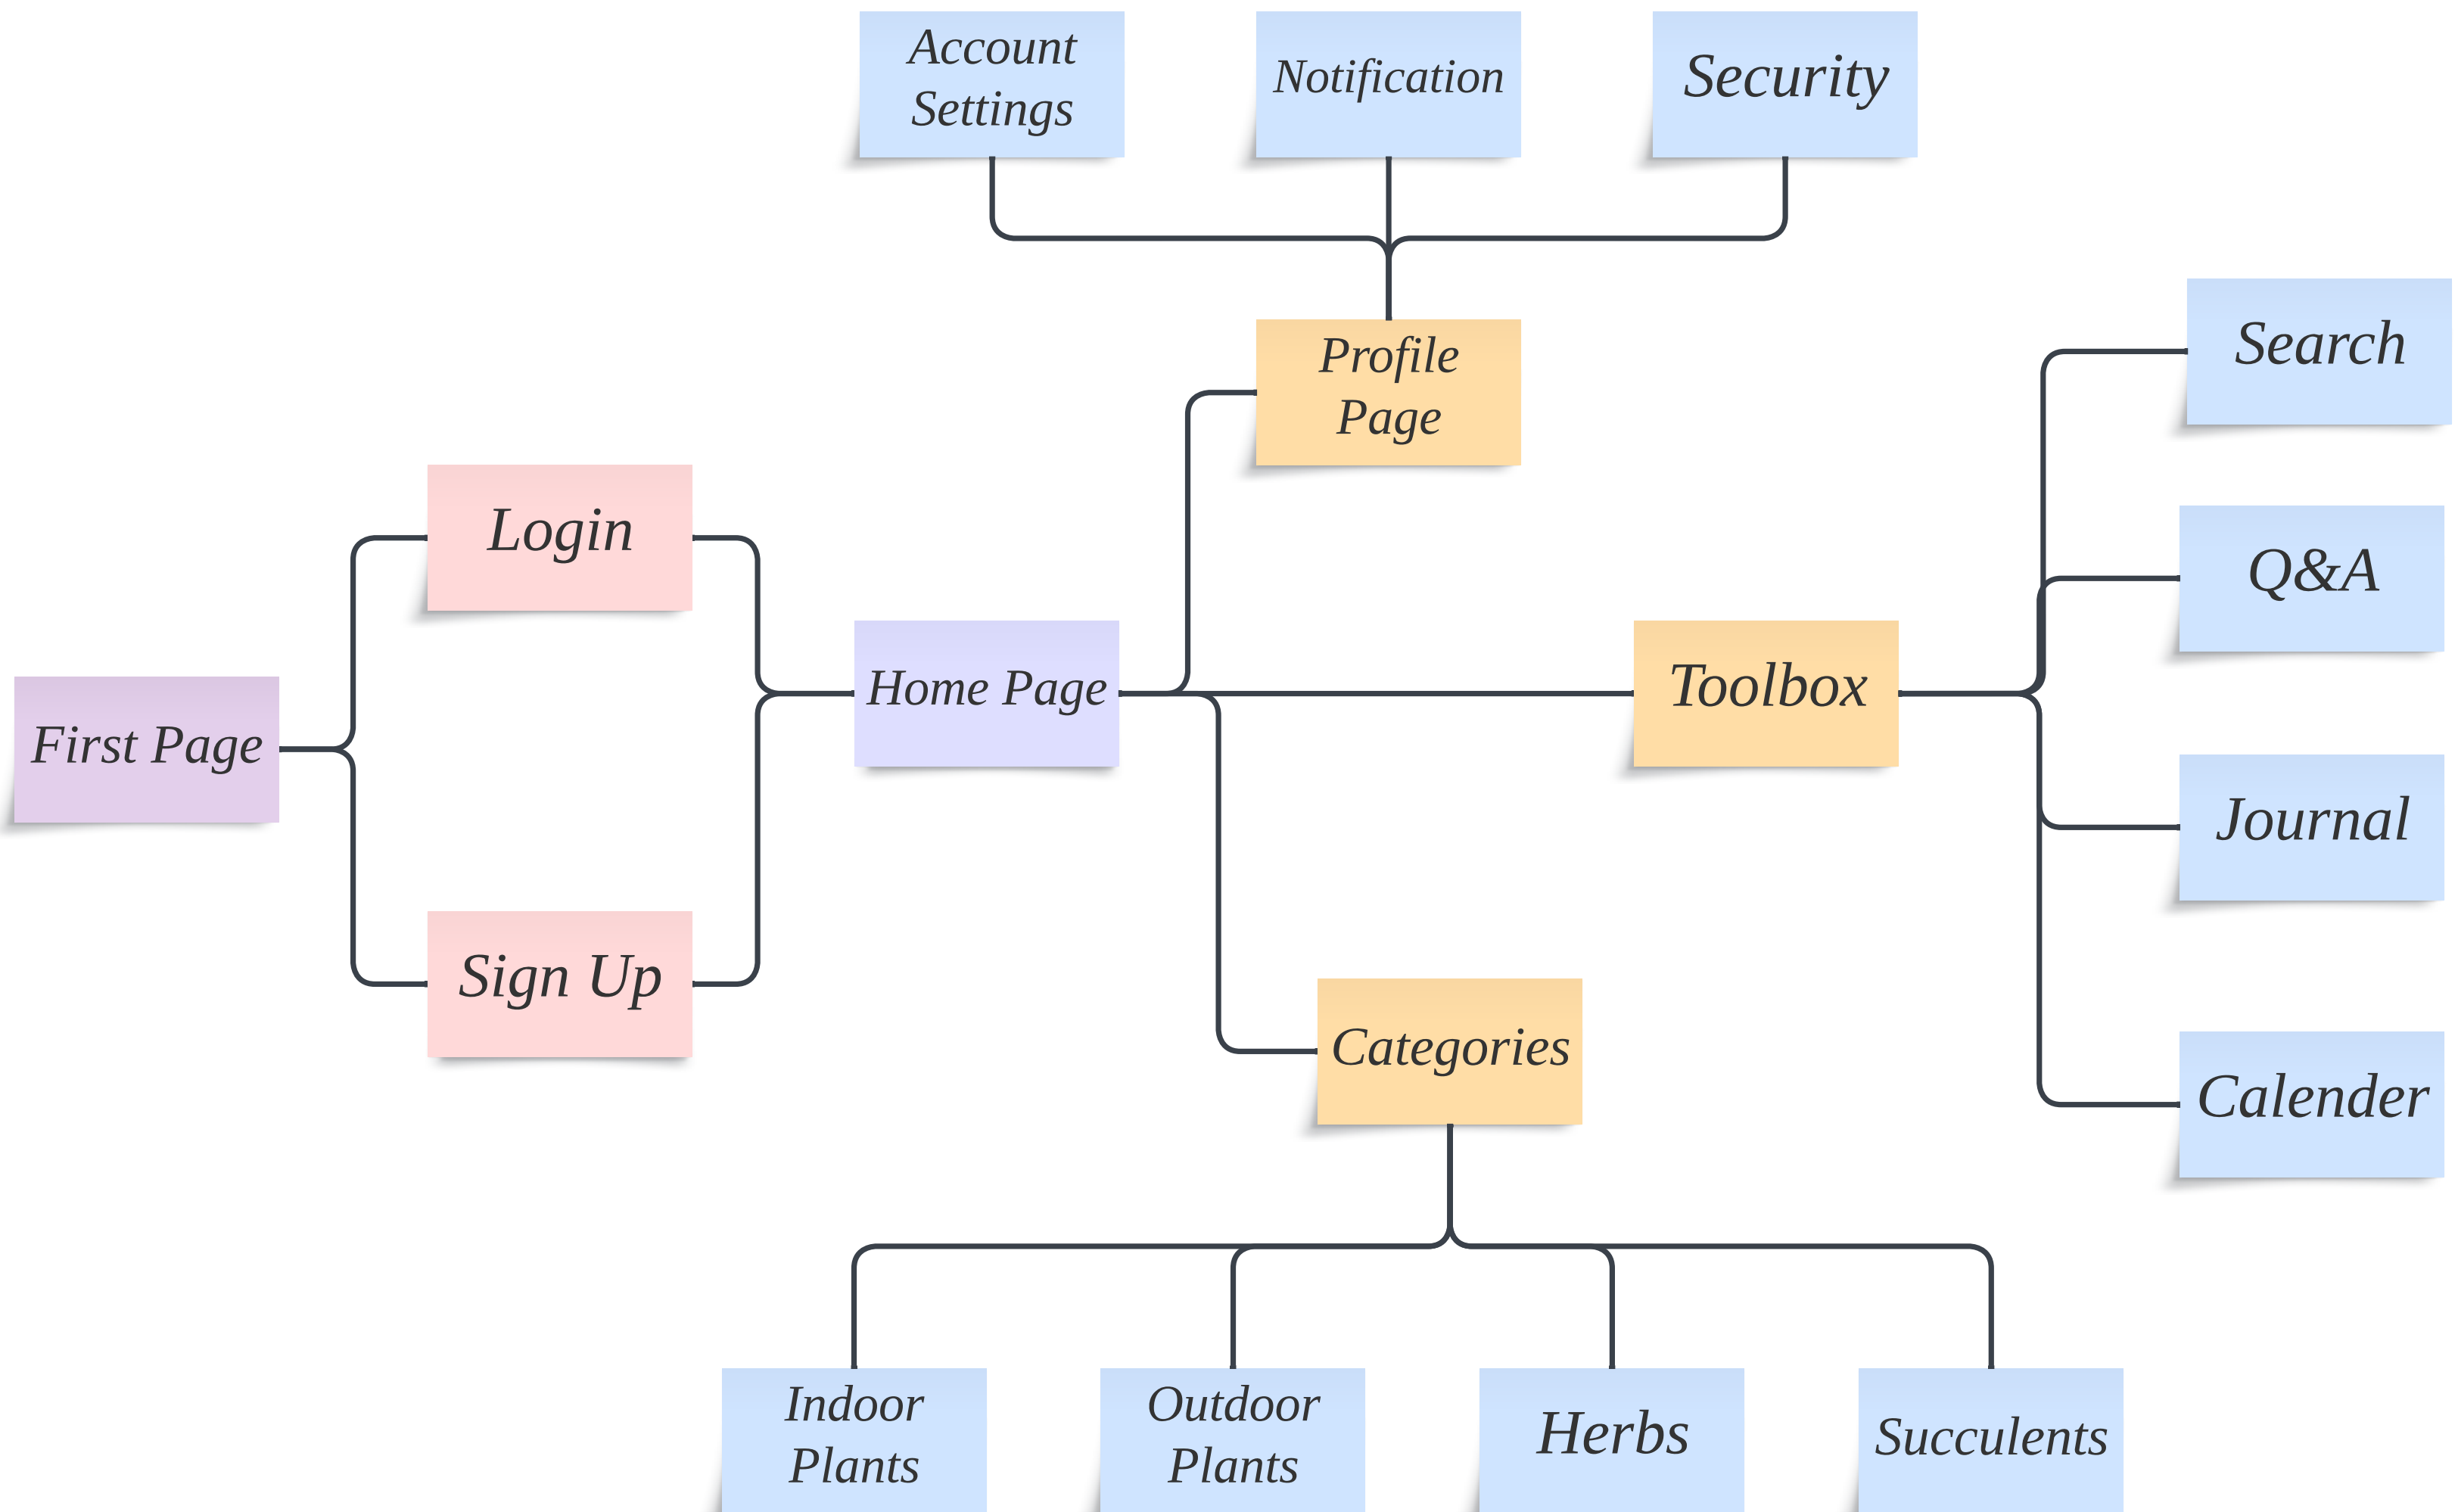 Account
Settings
Notification
Security
Profile
Page
Search
Login
Q&A
Home Page
Toolbox
First Page
Journal
Sign Up
Categories
Calender
Indoor
Plants
Outdoor
Plants
Herbs
Succulents